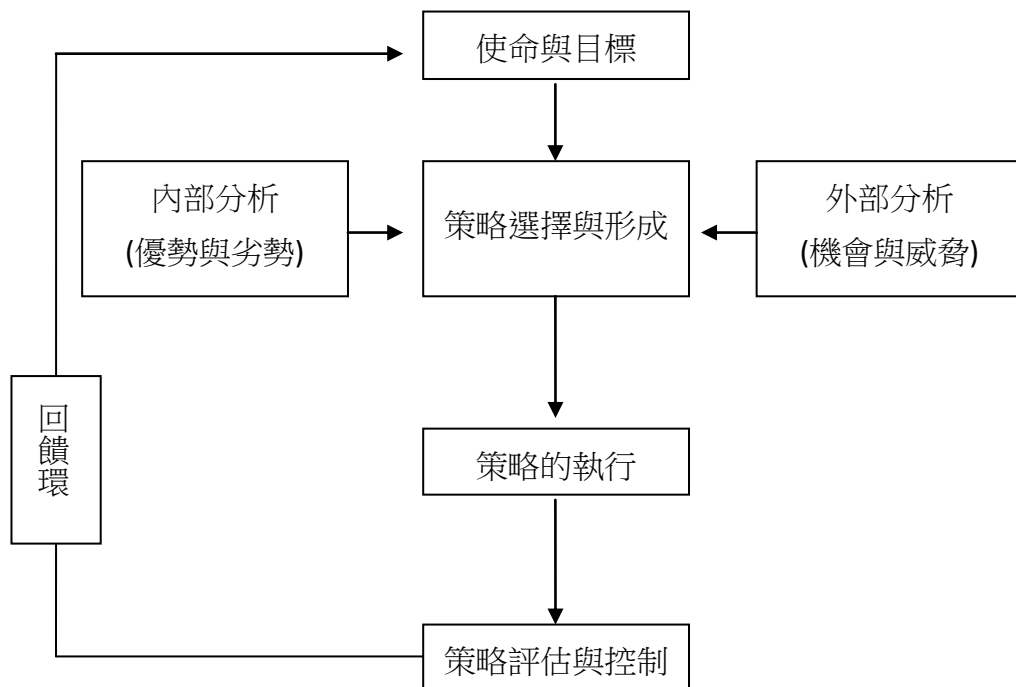 使命與目標
內部分析
(優勢與劣勢)
策略選擇與形成
外部分析
(機會與威脅)
回饋環
策略的執行
策略評估與控制